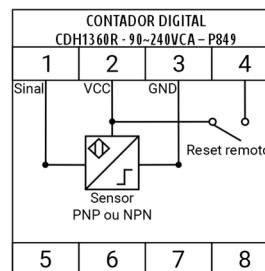 CONTADOR DIGITAL
CDH1360R - 90~240VCA – P849
1 2 3 4
Sinal VCC GND
Reset remoto
Sensor
PNP ou NPN
5 6 7 8